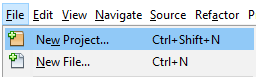 File Edit View Navigate Source Refactor P
New Project... Ctrl+Shift+N
New File... Ctrl+N